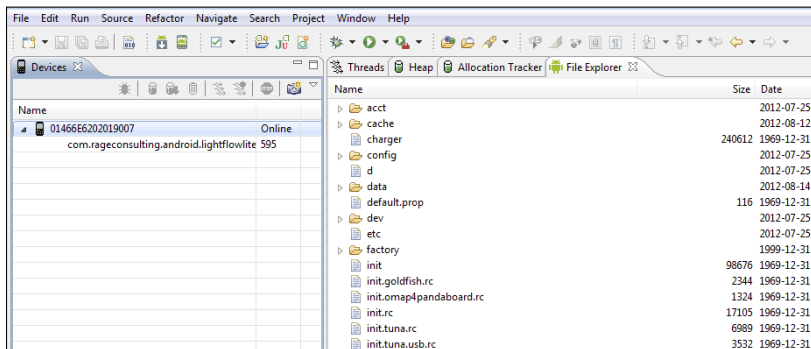 File Edit Run Source Refactor Navigate Search Project Window Help
Devices
Name
01466E6202019007 Online
com.rageconsulting.android.lightflowlite 595
Threads Heap Allocation Tracker File Explorer
Name Size Date
acct 2012-07-25
cache 2012-08-12
charger 240612 1969-12-31
config 2012-07-25
d 2012-07-25
data 2012-08-14
default.prop 116 1969-12-31
dev 2012-07-25
etc 2012-07-25
factory 1999-12-31
init 98676 1969-12-31
init.goldfish.rc 2344 1969-12-31
init.omap4pandaboard.rc 1324 1969-12-31
init.rc 17105 1969-12-31
init.tuna.rc 6989 1969-12-31
init.tuna.usb.rc 3532 1969-12-31